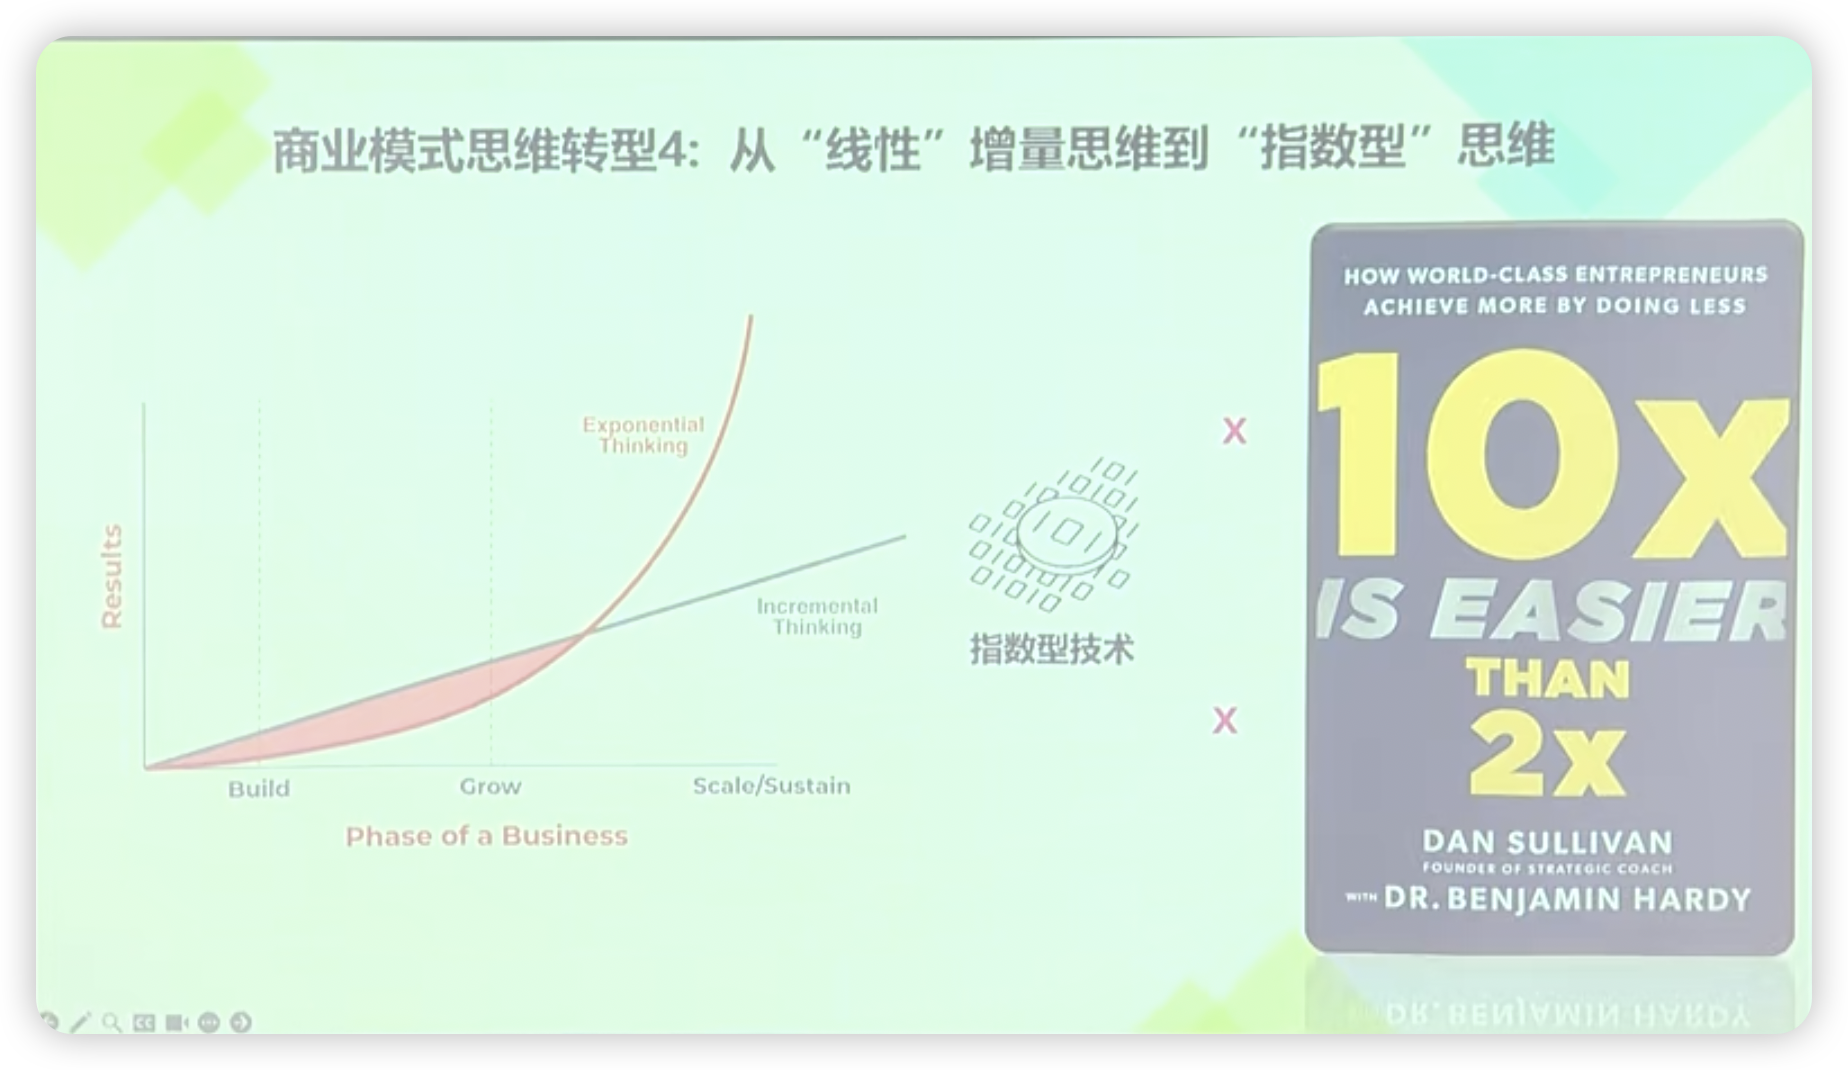 商业模式思维转型4：从“线性”增量思维到“指数型”思维
Results
Exponential
Thinking
Incremental
Thinking
Build
Grow
Scale/Sustain
Phase of a Business
指数型技术
X
X
HOW WORLD-CLASS ENTREPRENEURS
ACHIEVE MORE BY DOING LESS
10x
IS EASIER
THAN
2x
DAN SULLIVAN
FOUNDER OF STRATEGIC COACH
WITH DR. BENJAMIN HARDY
DR. BENJAMIN HARDY